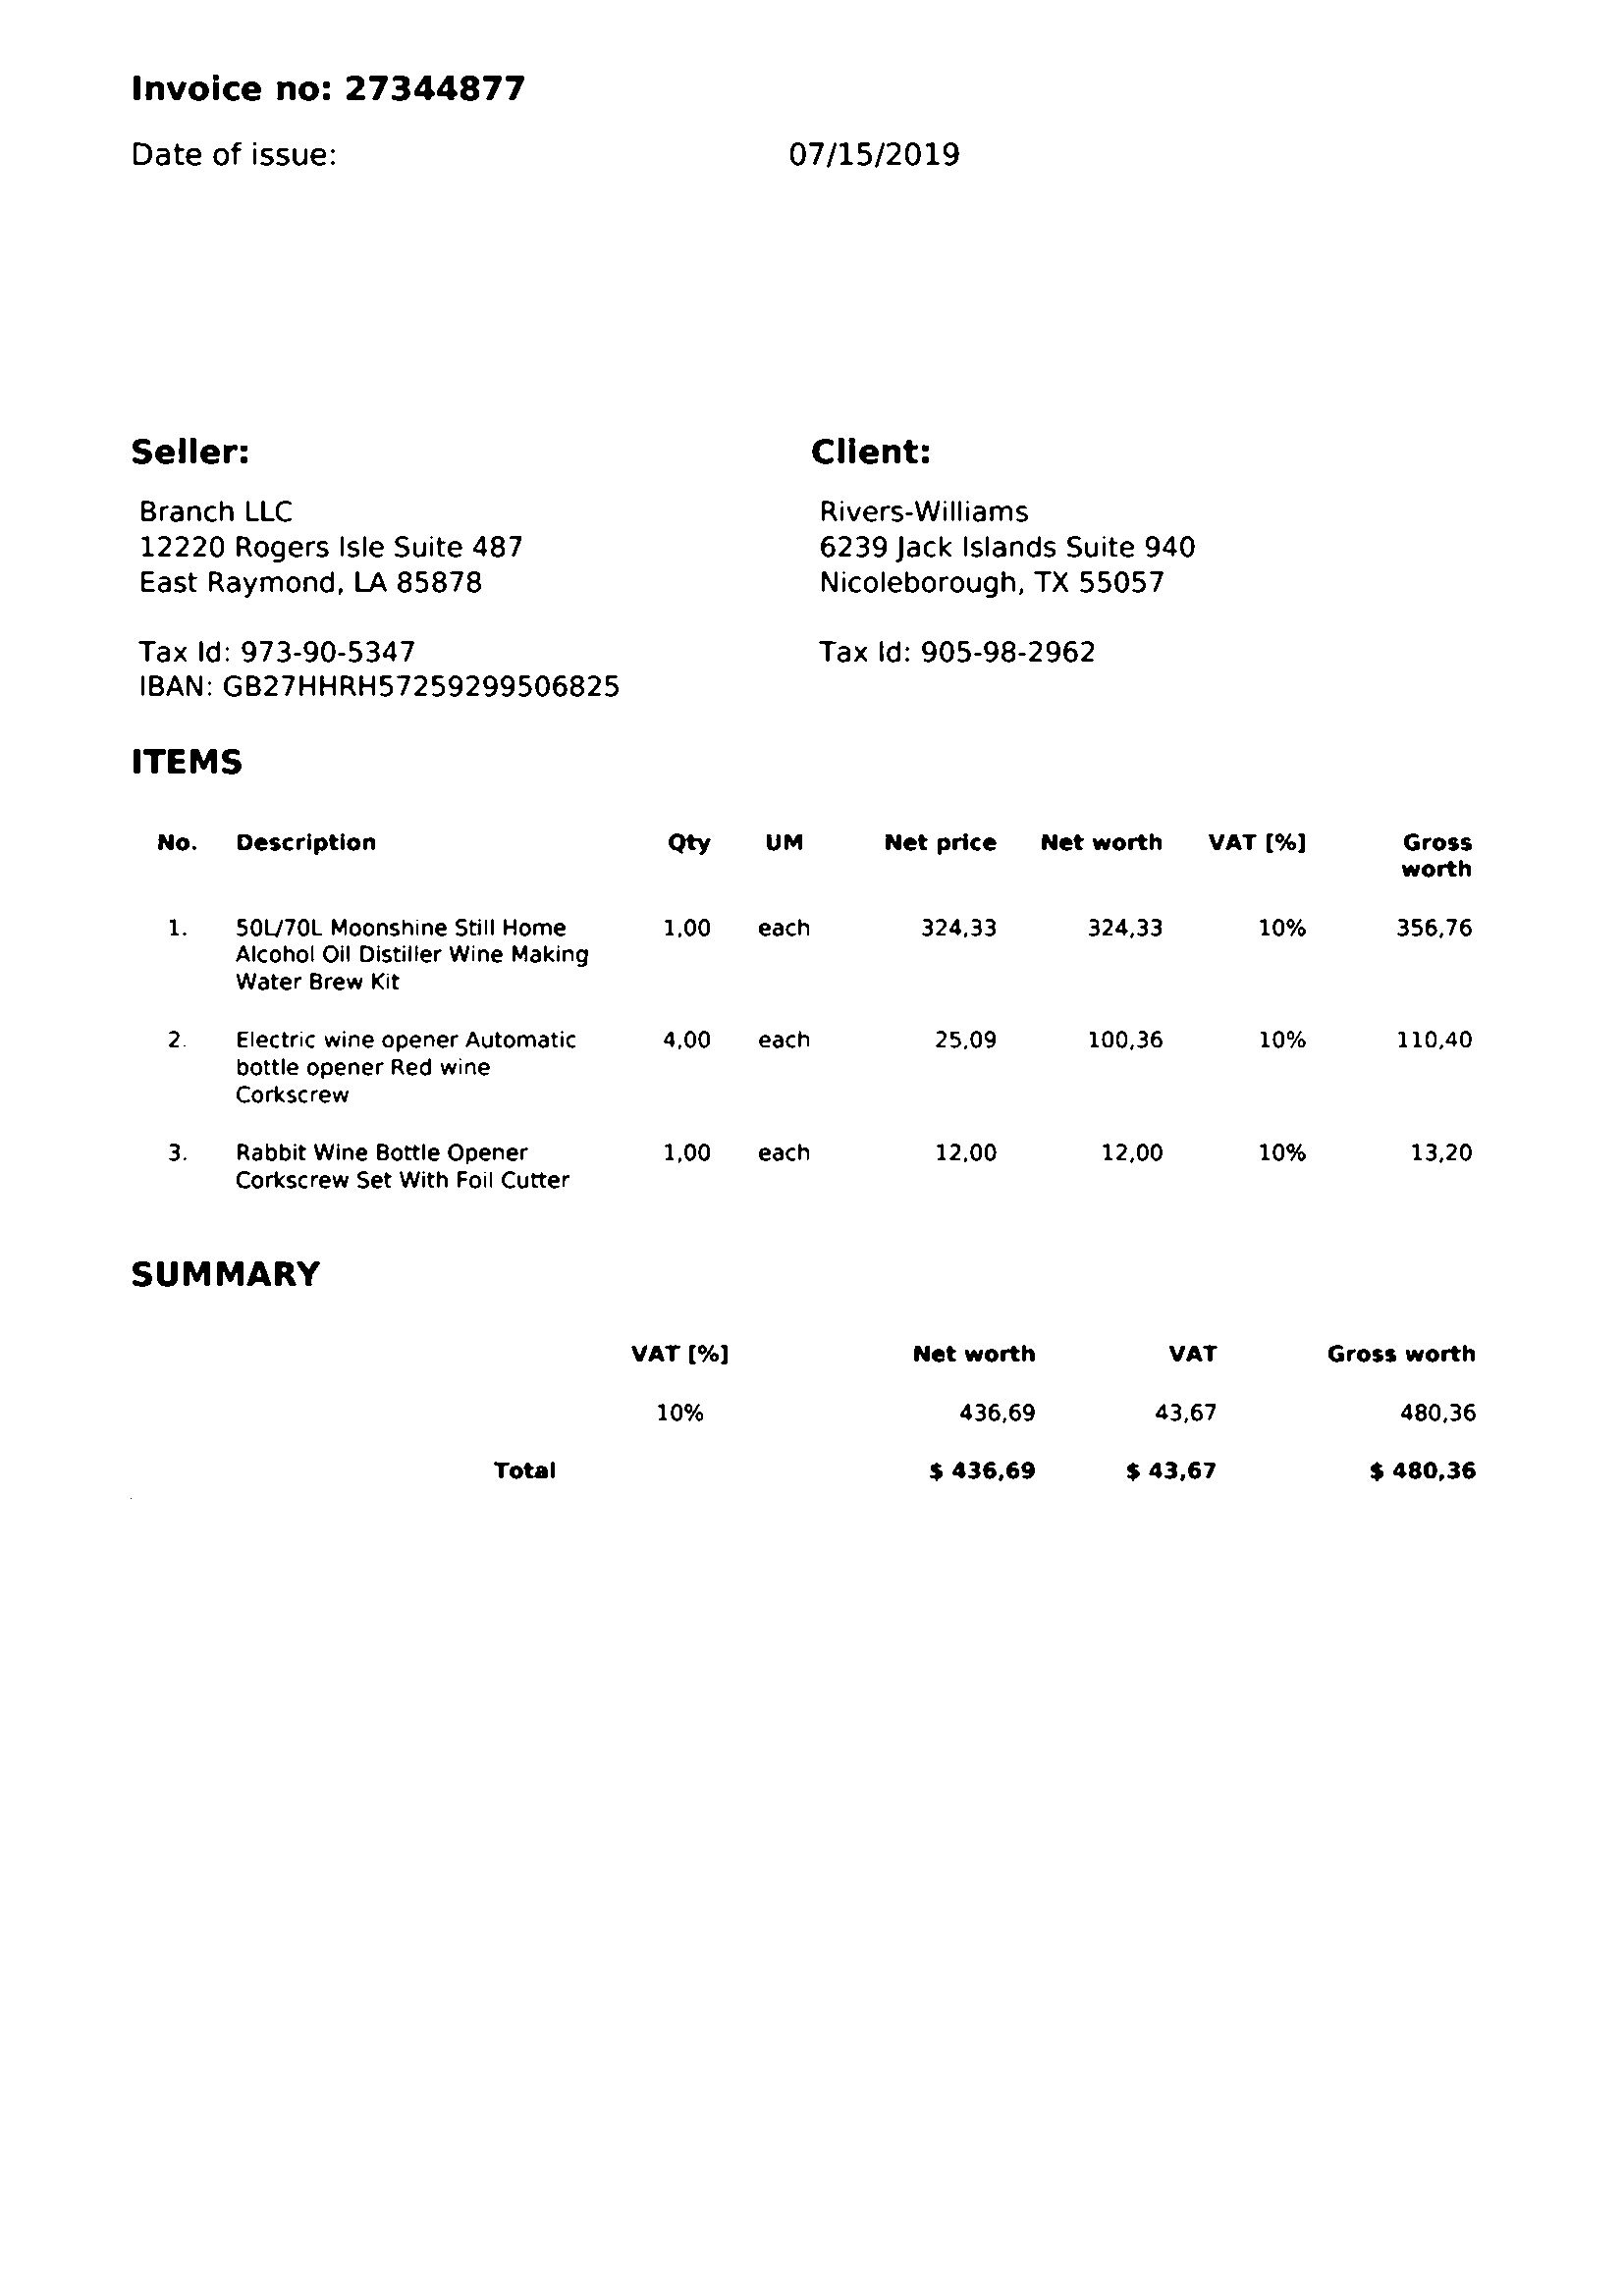 Invoice no: 27344877
Date of issue: 07/15/2019
Seller: Client:
Branch LLC Rivers-Williams
12220 Rogers Isle Suite 487 6239 Jack Islands Suite 940
East Raymond, LA 85878 Nicoleborough, TX 55057
Tax Id: 973-90-5347 Tax Id: 905-98-2962
IBAN: GB27HHRH57259299506825
ITEMS
No. Description Qty UM Net price Net worth VAT [%] Gross
worth
1. 50L/70L Moonshine Still Home 1,00 each 324,33 324,33 10% 356,76
Alcohol Oil Distiller Wine Making
Water Brew Kit
2. Electric wine opener Automatic 4,00 each 25,09 100,36 10% 110,40
bottle opener Red wine
Corkscrew
3. Rabbit Wine Bottle Opener 1,00 each 12,00 12,00 10% 13,20
Corkscrew Set With Foil Cutter
SUMMARY
VAT [%] Net worth VAT Gross worth
10% 436,69 43,67 480,36
Total $ 436,69 $ 43,67 $ 480,36